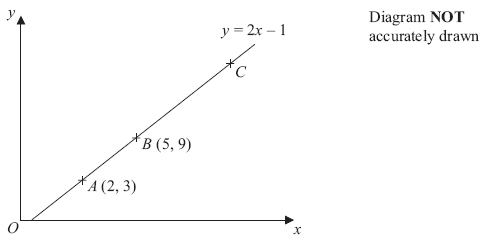 y
y = 2x – 1
Diagram NOT
accurately drawn
C
B (5, 9)
A (2, 3)
O
x